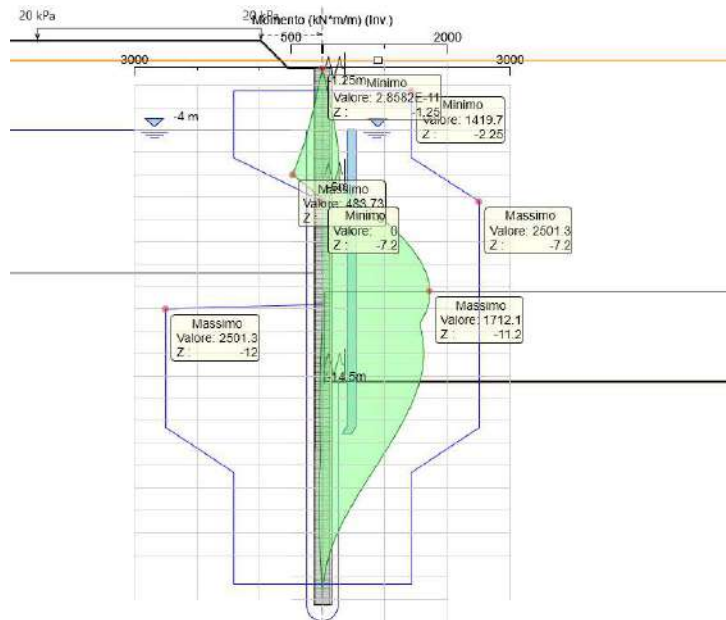 20 kPa
20 kPa
Momento (kN*m/m) (Inv.)
500
2000
3000
3000
-1.25m
Minimo
Valore: 2.8582E-11
Z : -1.25
Minimo
Valore: 1419.7
Z : -2.25
-4 m
-5m
Massimo
Valore: 483.73
Z :
Minimo
Valore: 0
Z : -7.2
Massimo
Valore: 2501.3
Z : -7.2
Massimo
Valore: 2501.3
Z : -12
Massimo
Valore: 1712.1
Z : -11.2
-14.5m